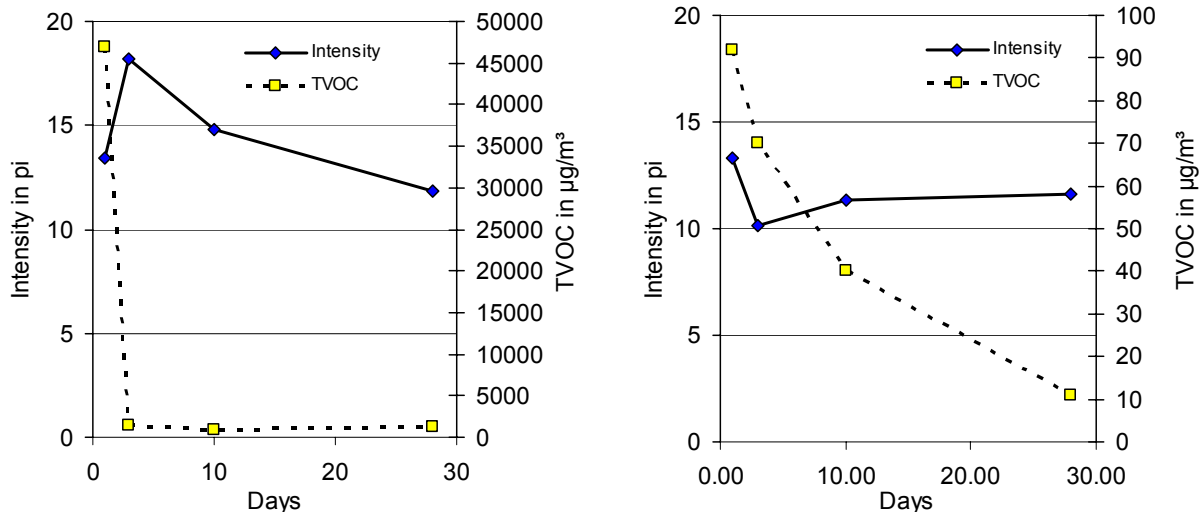 20
15
10
5
0
Intensity in pi
50000
45000
40000
35000
30000
25000
20000
15000
10000
5000
0
TVOC in µg/m³
Intensity
TVOC
0 10 20 30
Days
20
15
10
5
0
Intensity in pi
100
90
80
70
60
50
40
30
20
10
0
TVOC in µg/m³
Intensity
TVOC
0.00 10.00 20.00 30.00
Days